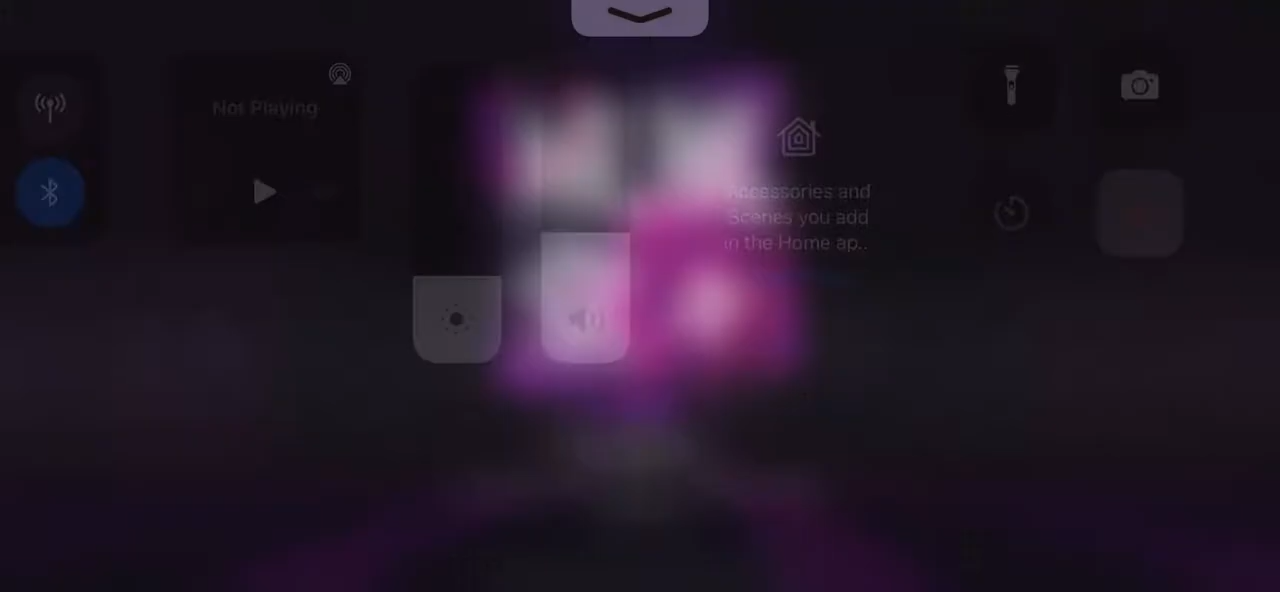 Not Playing
Accessories and
Scenes you add
in the Home ap..